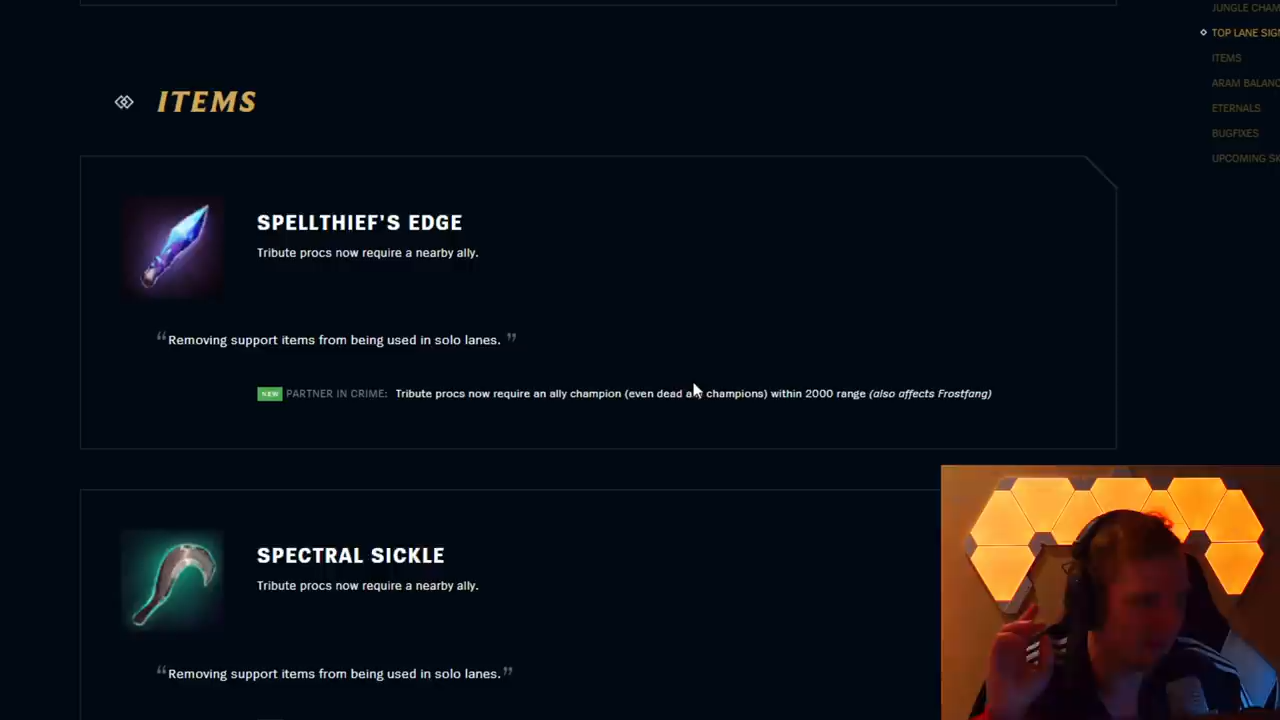 JUNGLE CHAM
TOP LANE SIG
ITEMS
ARAM BALANC
ETERNALS
BUGFIXES
UPCOMING SK
ITEMS
SPELLTHIEF'S EDGE
Tribute procs now require a nearby ally.
“Removing support items from being used in solo lanes. ”
NEW PARTNER IN CRIME: Tribute procs now require an ally champion (even dead champions) within 2000 range (also affects Frostfang)
SPECTRAL SICKLE
Tribute procs now require a nearby ally.
“Removing support items from being used in solo lanes.”